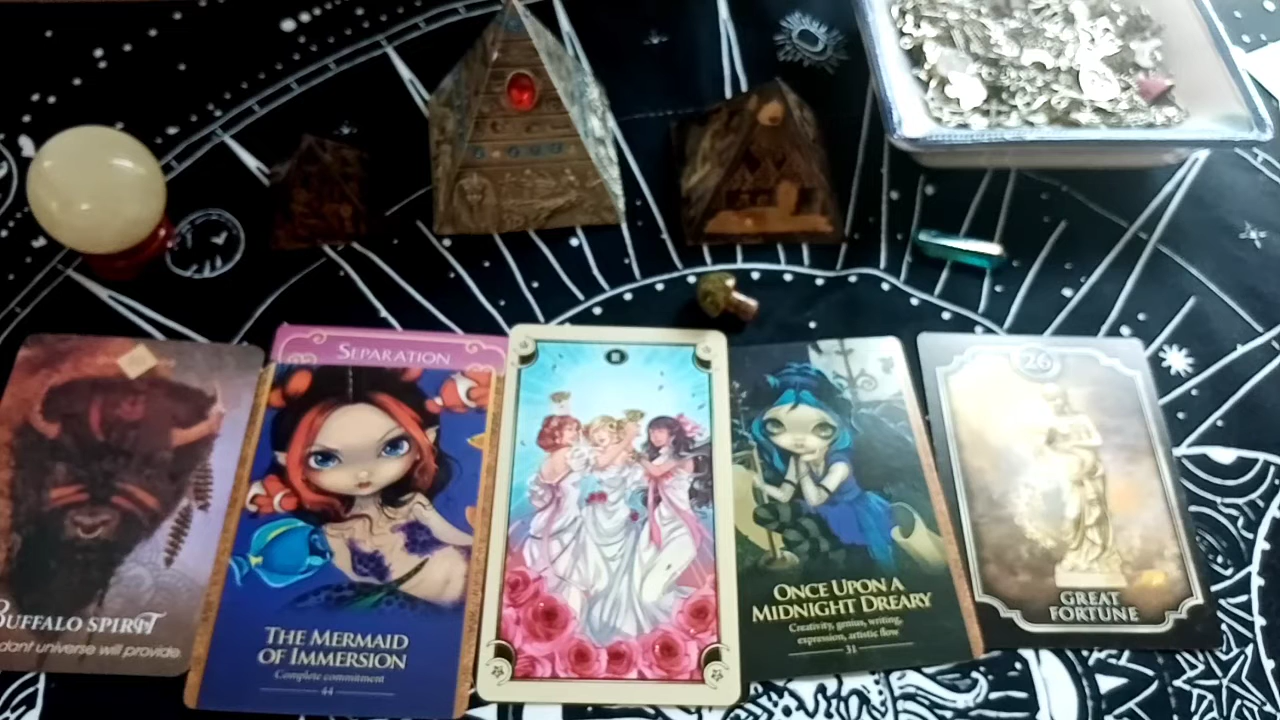 BUFFALO SPIRIT
dant universe will provide.
SEPARATION
THE MERMAID
OF IMMERSION
Complete commitment
44
ONCE UPON A
MIDNIGHT DREARY
Creativity, genius, writing,
expression, artistic flow
31
26
GREAT
FORTUNE